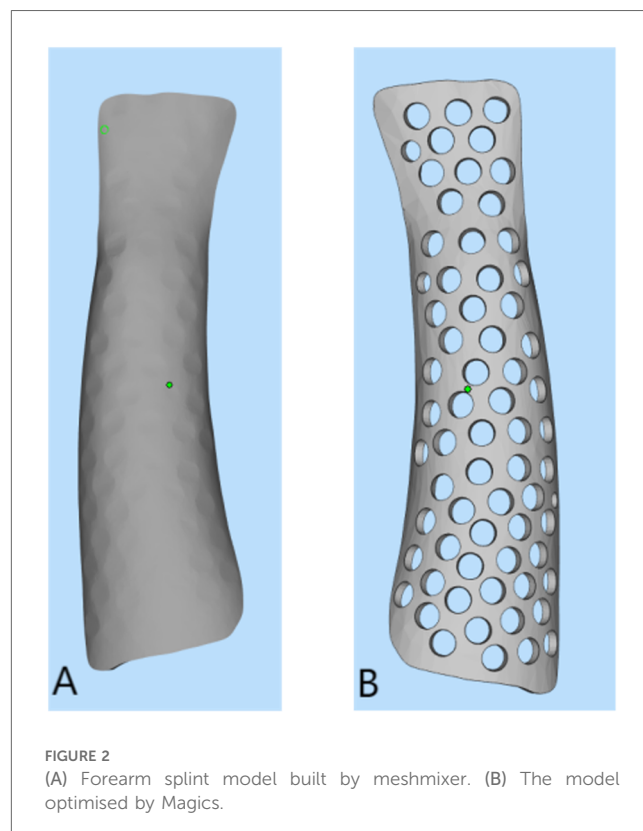 A
B
FIGURE 2
(A) Forearm splint model built by meshmixer. (B) The model
optimised by Magics.